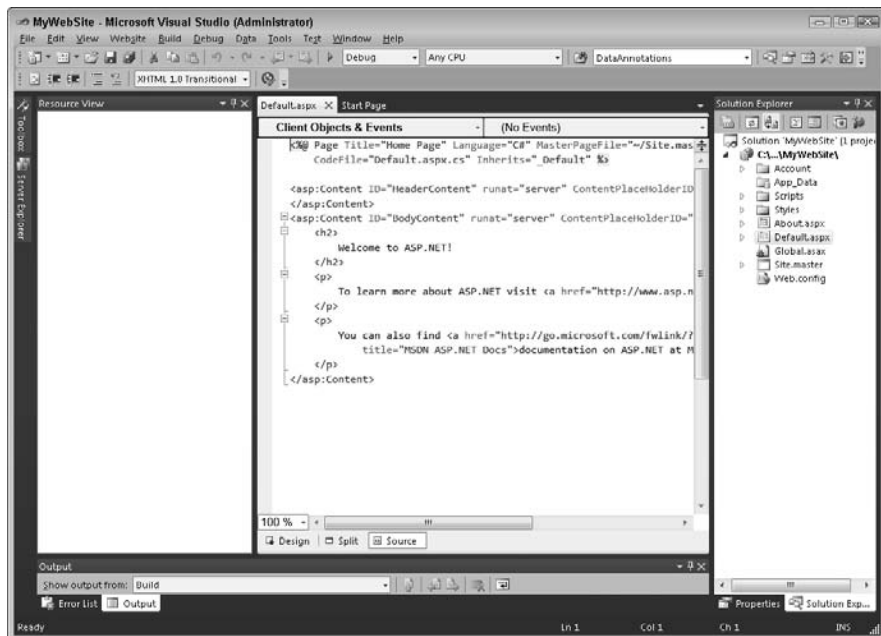 MyWebSite - Microsoft Visual Studio (Administrator)
File Edit View Website Build Debug Data Tools Test Window Help
Debug Any CPU DataAnnotations
XHTML 1.0 Transitional
Toolbox
Server Explorer
Resource View
Default.aspx Start Page
Client Objects & Events (No Events)
<%@ Page Title="Home Page" Language="C#" MasterPageFile="~/Site.mas
CodeFile="Default.aspx.cs" Inherits="_Default" %>
<asp:Content ID="HeaderContent" runat="server" ContentPlaceHolderID
</asp:Content>
<asp:Content ID="BodyContent" runat="server" ContentPlaceHolderID="
<h2>
Welcome to ASP.NET!
</h2>
<p>
To learn more about ASP.NET visit <a href="http://www.asp.n
</p>
<p>
You can also find <a href="http://go.microsoft.com/fwlink/?
title="MSDN ASP.NET Docs">documentation on ASP.NET at M
</p>
</asp:Content>
100 %
Design Split Source
Solution Explorer
Solution 'MyWebSite' (1 proje
C:\...\MyWebSite\
Account
App_Data
Scripts
Styles
About.aspx
Default.aspx
Global.asax
Site.master
Web.config
Output
Show output from: Build
Error List Output
Properties Solution Exp...
Ready Ln 1 Col 1 Ch 1 INS